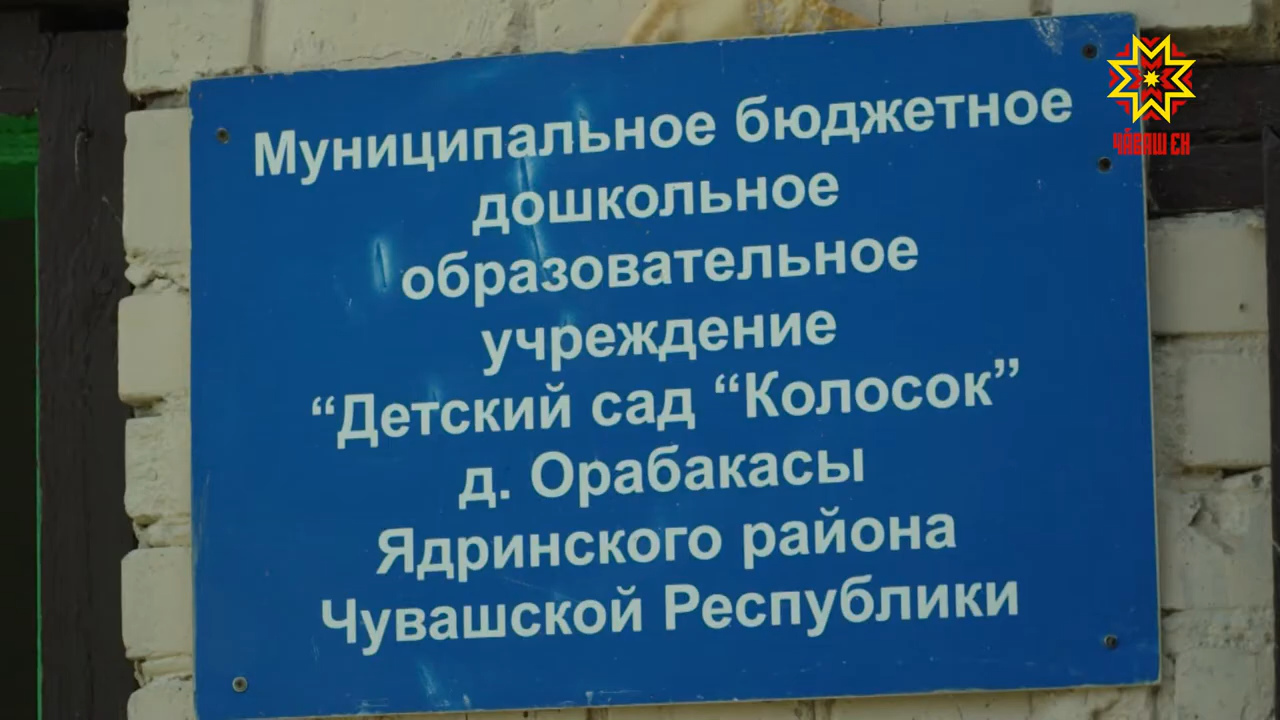 Муниципальное бюджетное
дошкольное
образовательное
учреждение
“Детский сад “Колосок”
д. Орабакасы
Ядринского района
Чувашской Республики
ЧӐВАШ ЕН